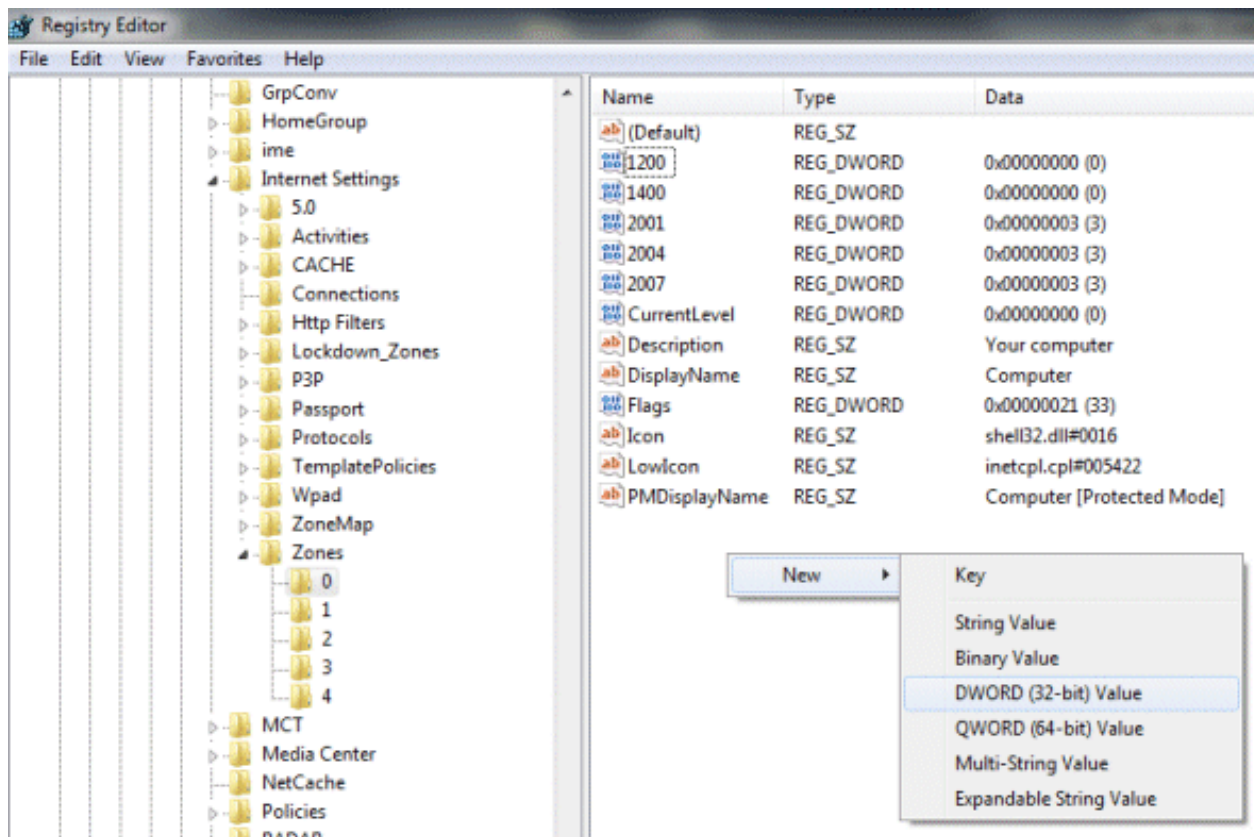 Registry Editor
File Edit View Favorites Help
GrpConv
HomeGroup
ime
Internet Settings
5.0
Activities
CACHE
Connections
Http Filters
Lockdown_Zones
P3P
Passport
Protocols
TemplatePolicies
Wpad
ZoneMap
Zones
0
1
2
3
4
MCT
Media Center
NetCache
Policies
Name Type Data
(Default) REG_SZ
1200 REG_DWORD 0x00000000 (0)
1400 REG_DWORD 0x00000000 (0)
2001 REG_DWORD 0x00000003 (3)
2004 REG_DWORD 0x00000003 (3)
2007 REG_DWORD 0x00000003 (3)
CurrentLevel REG_DWORD 0x00000000 (0)
Description REG_SZ Your computer
DisplayName REG_SZ Computer
Flags REG_DWORD 0x00000021 (33)
Icon REG_SZ shell32.dll#0016
LowIcon REG_SZ inetcpl.cpl#005422
PMDisplayName REG_SZ Computer [Protected Mode]
New
Key
String Value
Binary Value
DWORD (32-bit) Value
QWORD (64-bit) Value
Multi-String Value
Expandable String Value